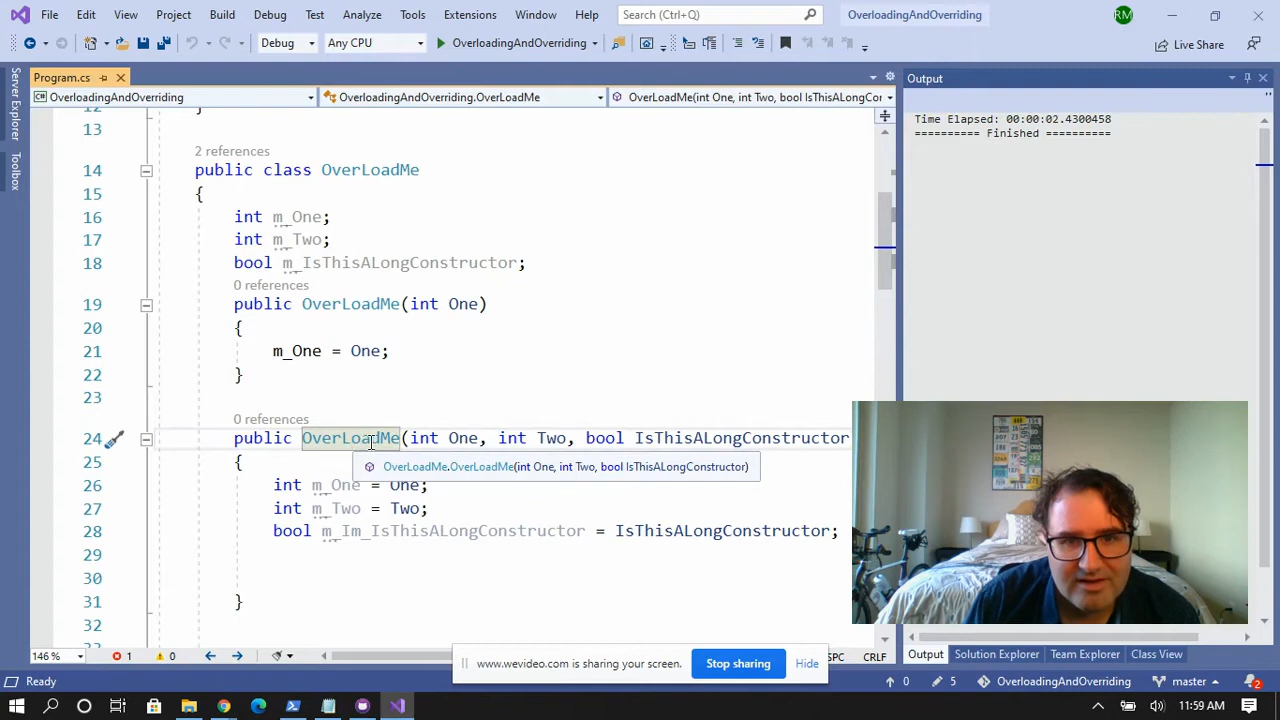 File Edit View Project Build Debug Test Analyze Tools Extensions Window Help Search (Ctrl+Q) OverloadingAndOverriding RM
Debug Any CPU OverloadingAndOverriding Live Share
Server Explorer
Toolbox
Program.cs
OverloadingAndOverriding OverloadingAndOverriding.OverLoadMe OverLoadMe(int One, int Two, bool IsThisALongCor
12 }
13
2 references
14 public class OverLoadMe
15 {
16 int m_One;
17 int m_Two;
18 bool m_IsThisALongConstructor;
0 references
19 public OverLoadMe(int One)
20 {
21 m_One = One;
22 }
23
0 references
24 public OverLoadMe(int One, int Two, bool IsThisALongConstructor
OverLoadMe.OverLoadMe(int One, int Two, bool IsThisALongConstructor)
25 {
26 int m_One = One;
27 int m_Two = Two;
28 bool m_Im_IsThisALongConstructor = IsThisALongConstructor;
29
30
31 }
32
33
Output
Time Elapsed: 00:00:02.4300458
========== Finished ==========
146 % 1 0 SPC CRLF
www.wevideo.com is sharing your screen. Stop sharing Hide
Output Solution Explorer Team Explorer Class View
Ready 0 5 OverloadingAndOverriding master 2
11:59 AM